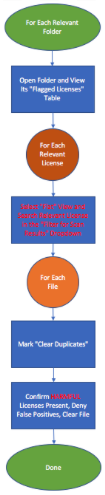 For Each Relevant
Folder
Open Folder and View
Its "Flagged Licenses"
Table
For Each
Relevant
License
For Each
File
Mark "Clear Duplicates"
Confirm
Licenses Present, Deny
False Positives, Clear File
Done